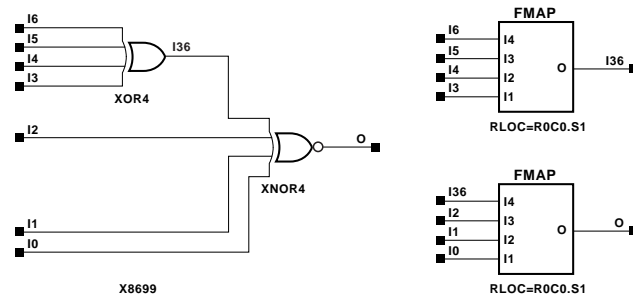 I6
I5
I4
I3
I36
XOR4
I2
O
XNOR4
I1
I0
X8699
FMAP
I6
I4
I5
I3
I4
I2
I3
I1
O
I36
RLOC=R0C0.S1
FMAP
I36
I4
I2
I3
I1
I2
I0
I1
O
O
RLOC=R0C0.S1